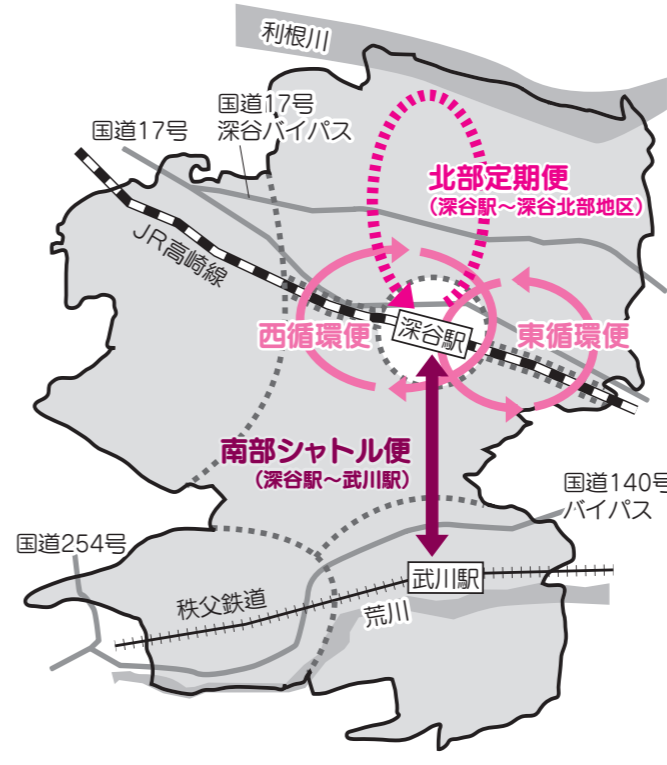 利根川
国道17号
深谷バイパス
国道17号
北部定期便
(深谷駅〜深谷北部地区)
JR高崎線
西循環便
深谷駅
東循環便
南部シャトル便
(深谷駅〜武川駅)
国道140号
バイパス
国道254号
武川駅
秩父鉄道
荒川